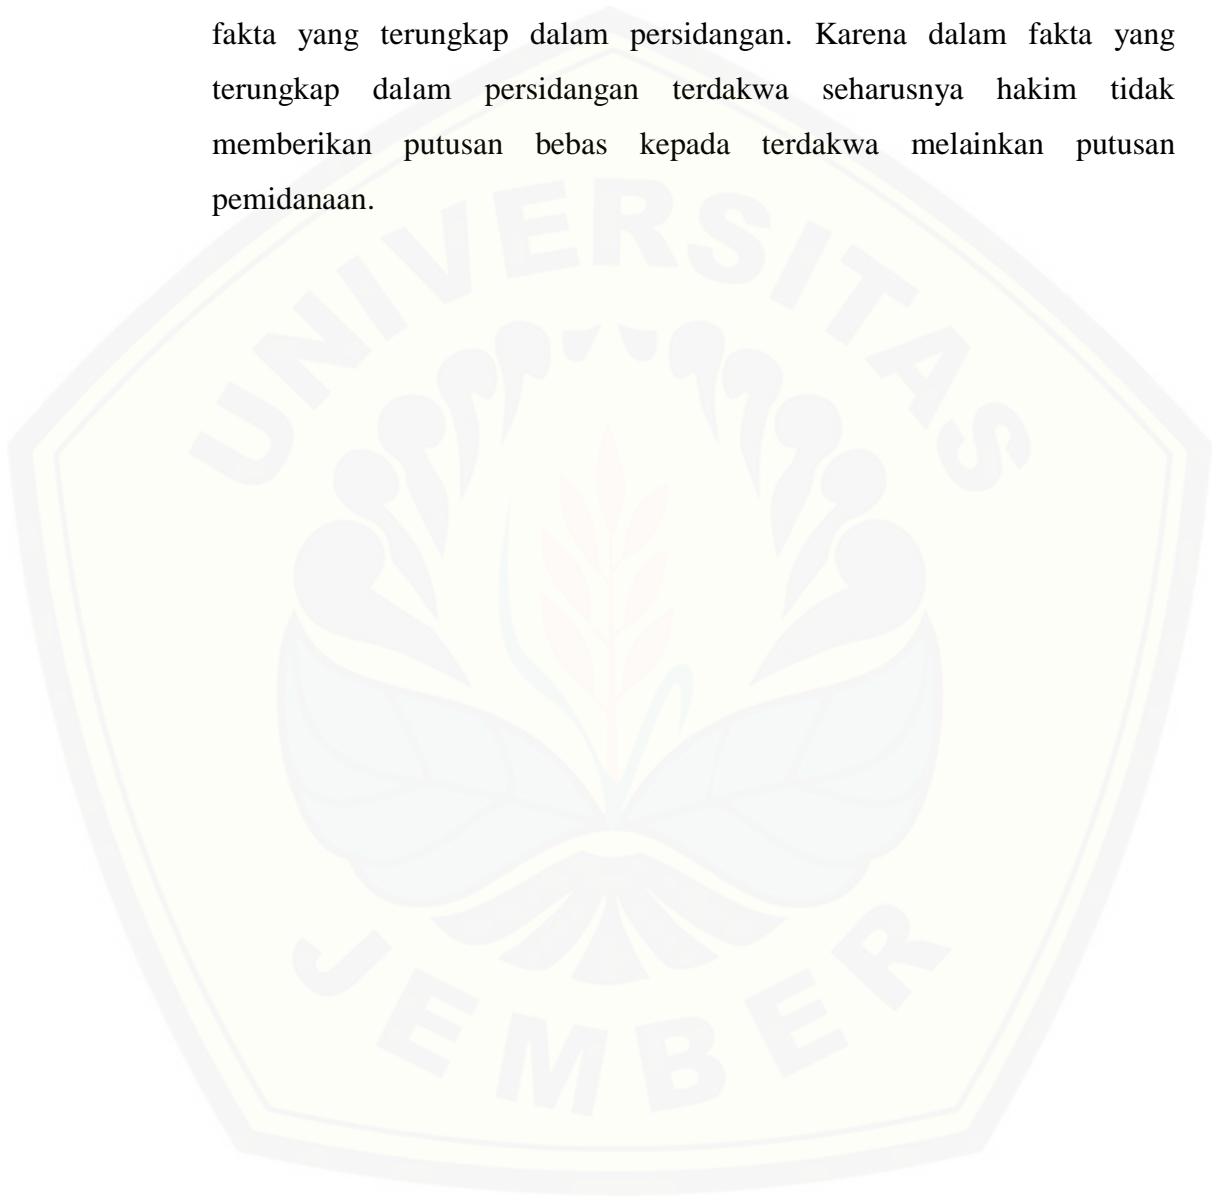 fakta yang terungkap dalam persidangan. Karena dalam fakta yang
terungkap dalam persidangan terdakwa seharusnya hakim tidak
memberikan putusan bebas kepada terdakwa melainkan putusan
pemidanaan.
UNIVERSITAS
JEMBER